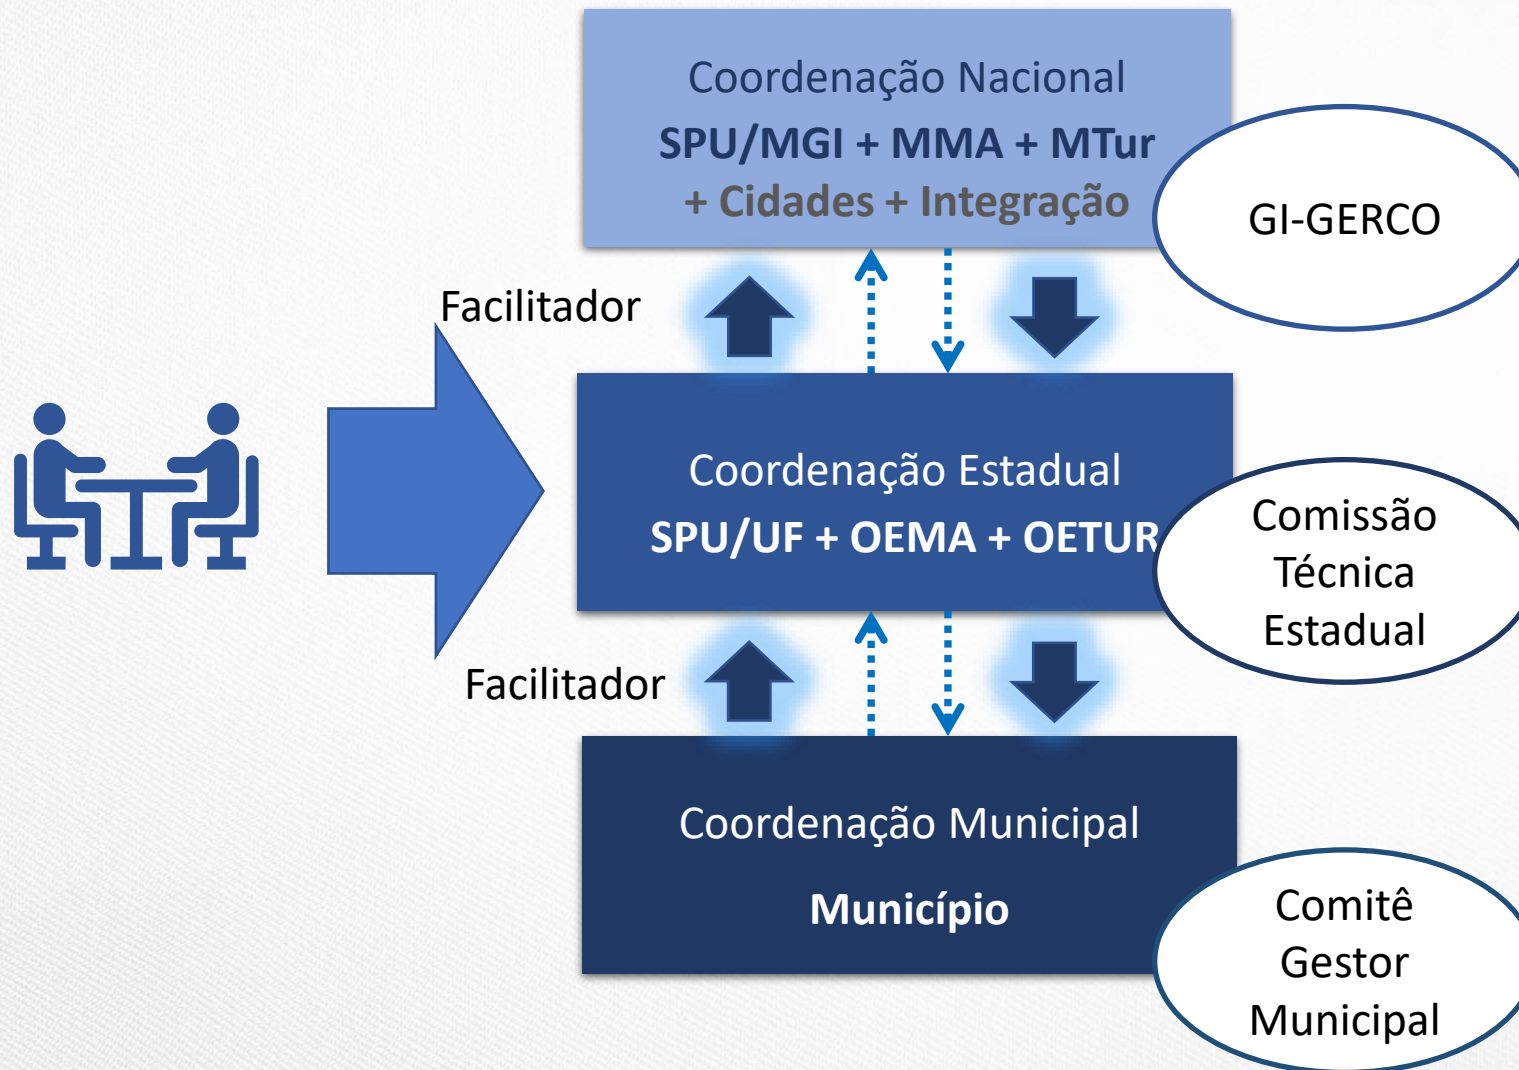 Coordenação Nacional
SPU/MGI + MMA + MTur
+ Cidades + Integração
GI-GERCO
Facilitador
Coordenação Estadual
SPU/UF + OEMA + OETUR
Comissão
Técnica
Estadual
Facilitador
Coordenação Municipal
Município
Comitê
Gestor
Municipal